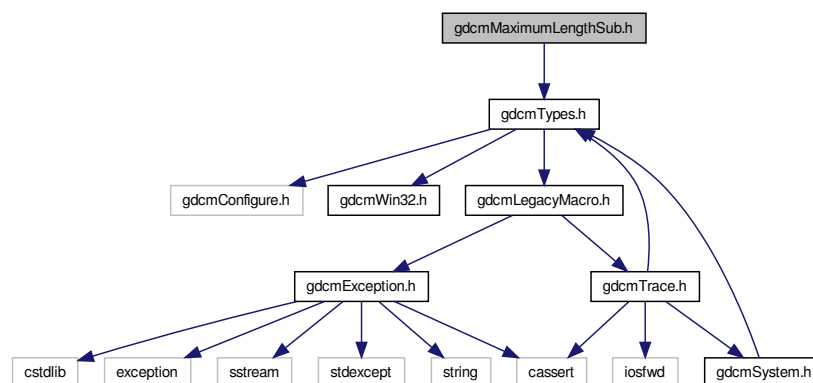 gdcmMaximumLengthSub.h
gdcmTypes.h
gdcmConfigure.h
gdcmWin32.h
gdcmLegacyMacro.h
gdcmException.h
gdcmTrace.h
cstdlib
exception
sstream
stdexcept
string
cassert
iosfwd
gdcmSystem.h